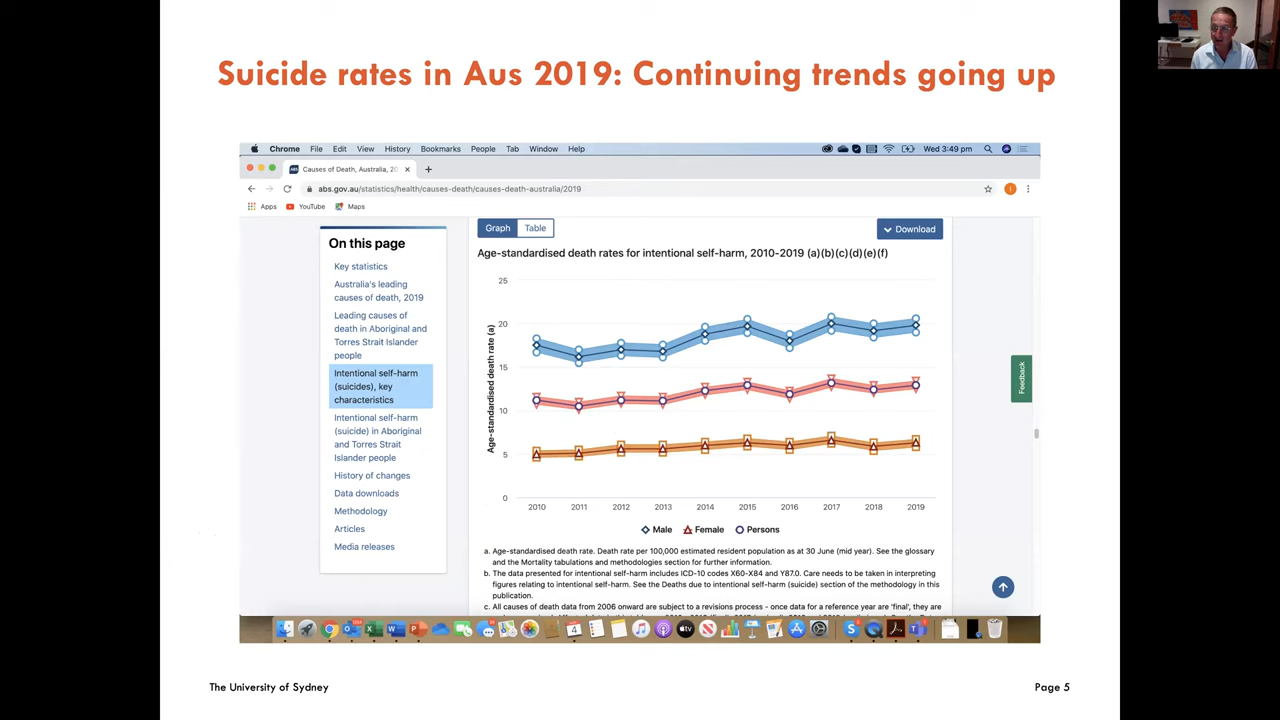 Suicide rates in Aus 2019: Continuing trends going up
Chrome File Edit View History Bookmarks People Tab Window Help Wed 3:49 pm
Causes of Death, Australia, 20
abs.gov.au/statistics/health/causes-death/causes-death-australia/2019
Apps YouTube Maps
On this page
Key statistics
Australia's leading
causes of death, 2019
Leading causes of
death in Aboriginal and
Torres Strait Islander
people
Intentional self-harm
(suicides), key
characteristics
Intentional self-harm
(suicide) in Aboriginal
and Torres Strait
Islander people
History of changes
Data downloads
Methodology
Articles
Media releases
Graph Table
Download
Age-standardised death rates for intentional self-harm, 2010-2019 (a)(b)(c)(d)(e)(f)
Age-standardised death rate (a)
25
20
15
10
5
0
2010 2011 2012 2013 2014 2015 2016 2017 2018 2019
Male Female Persons
a. Age-standardised death rate. Death rate per 100,000 estimated resident population as at 30 June (mid year). See the glossary
and the Mortality tabulations and methodologies section for further information.
b. The data presented for intentional self-harm includes ICD-10 codes X60-X84 and Y87.0. Care needs to be taken in interpreting
figures relating to intentional self-harm. See the Deaths due to intentional self-harm (suicide) section of the methodology in this
publication.
c. All causes of death data from 2006 onward are subject to a revisions process - once data for a reference year are 'final', they are
Feedback
The University of Sydney
Page 5